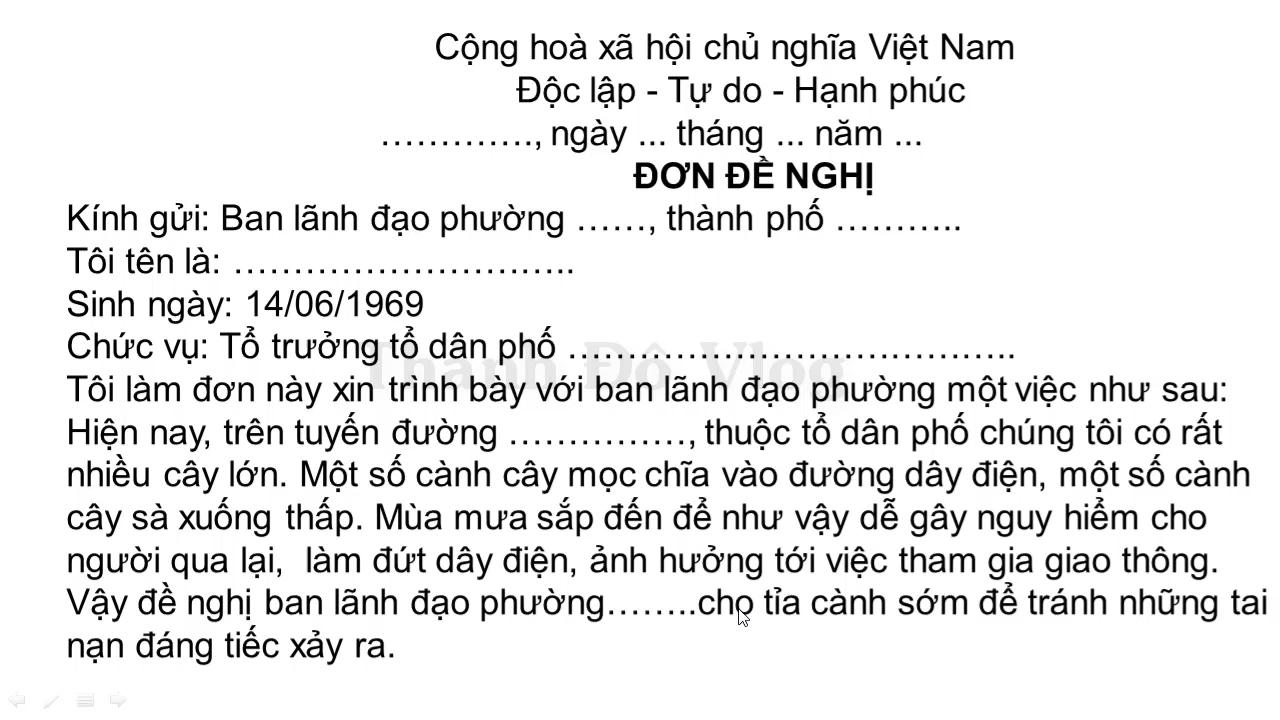 Cộng hoà xã hội chủ nghĩa Việt Nam
Độc lập - Tự do - Hạnh phúc
…………., ngày ... tháng ... năm ...
ĐƠN ĐỀ NGHỊ
Kính gửi: Ban lãnh đạo phường ……, thành phố ………..
Tôi tên là: ………………………..
Sinh ngày: 14/06/1969
Chức vụ: Tổ trưởng tổ dân phố ………………………………..
Thành Đô Vlog
Tôi làm đơn này xin trình bày với ban lãnh đạo phường một việc như sau:
Hiện nay, trên tuyến đường ……………, thuộc tổ dân phố chúng tôi có rất
nhiều cây lớn. Một số cành cây mọc chĩa vào đường dây điện, một số cành
cây sà xuống thấp. Mùa mưa sắp đến để như vậy dễ gây nguy hiểm cho
người qua lại,  làm đứt dây điện, ảnh hưởng tới việc tham gia giao thông.
Vậy đề nghị ban lãnh đạo phường……..cho tỉa cành sớm để tránh những tai
nạn đáng tiếc xảy ra.